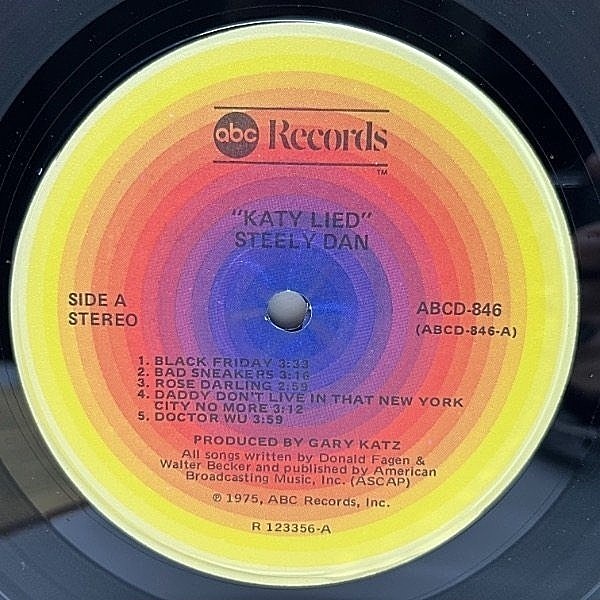 abc Records
TM
"KATY LIED"
STEELY DAN
SIDE A
STEREO
ABCD-846
(ABCD-846-A)
1. BLACK FRIDAY 3:33
2. BAD SNEAKERS 3:16
3. ROSE DARLING 2:59
4. DADDY DON'T LIVE IN THAT NEW YORK
CITY NO MORE 3:12
5. DOCTOR WU 3:59
PRODUCED BY GARY KATZ
All songs written by Donald Fagen &
Walter Becker and published by American
Broadcasting Music, Inc. (ASCAP)
℗ 1975, ABC Records, Inc.
R 123356-A